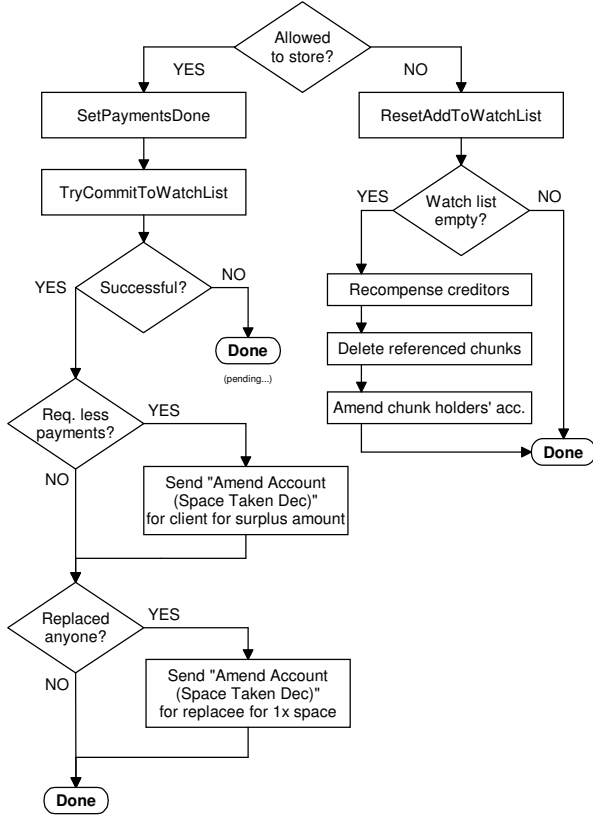 Allowed
to store?
YES
NO
SetPaymentsDone
ResetAddToWatchList
TryCommitToWatchList
YES
Watch list
empty?
NO
YES
Successful?
NO
Recompense creditors
Done
(pending...)
Delete referenced chunks
Req. less
payments?
YES
Amend chunk holders' acc.
Done
NO
Send "Amend Account
(Space Taken Dec)"
for client for surplus amount
Replaced
anyone?
YES
NO
Send "Amend Account
(Space Taken Dec)"
for replacee for 1x space
Done